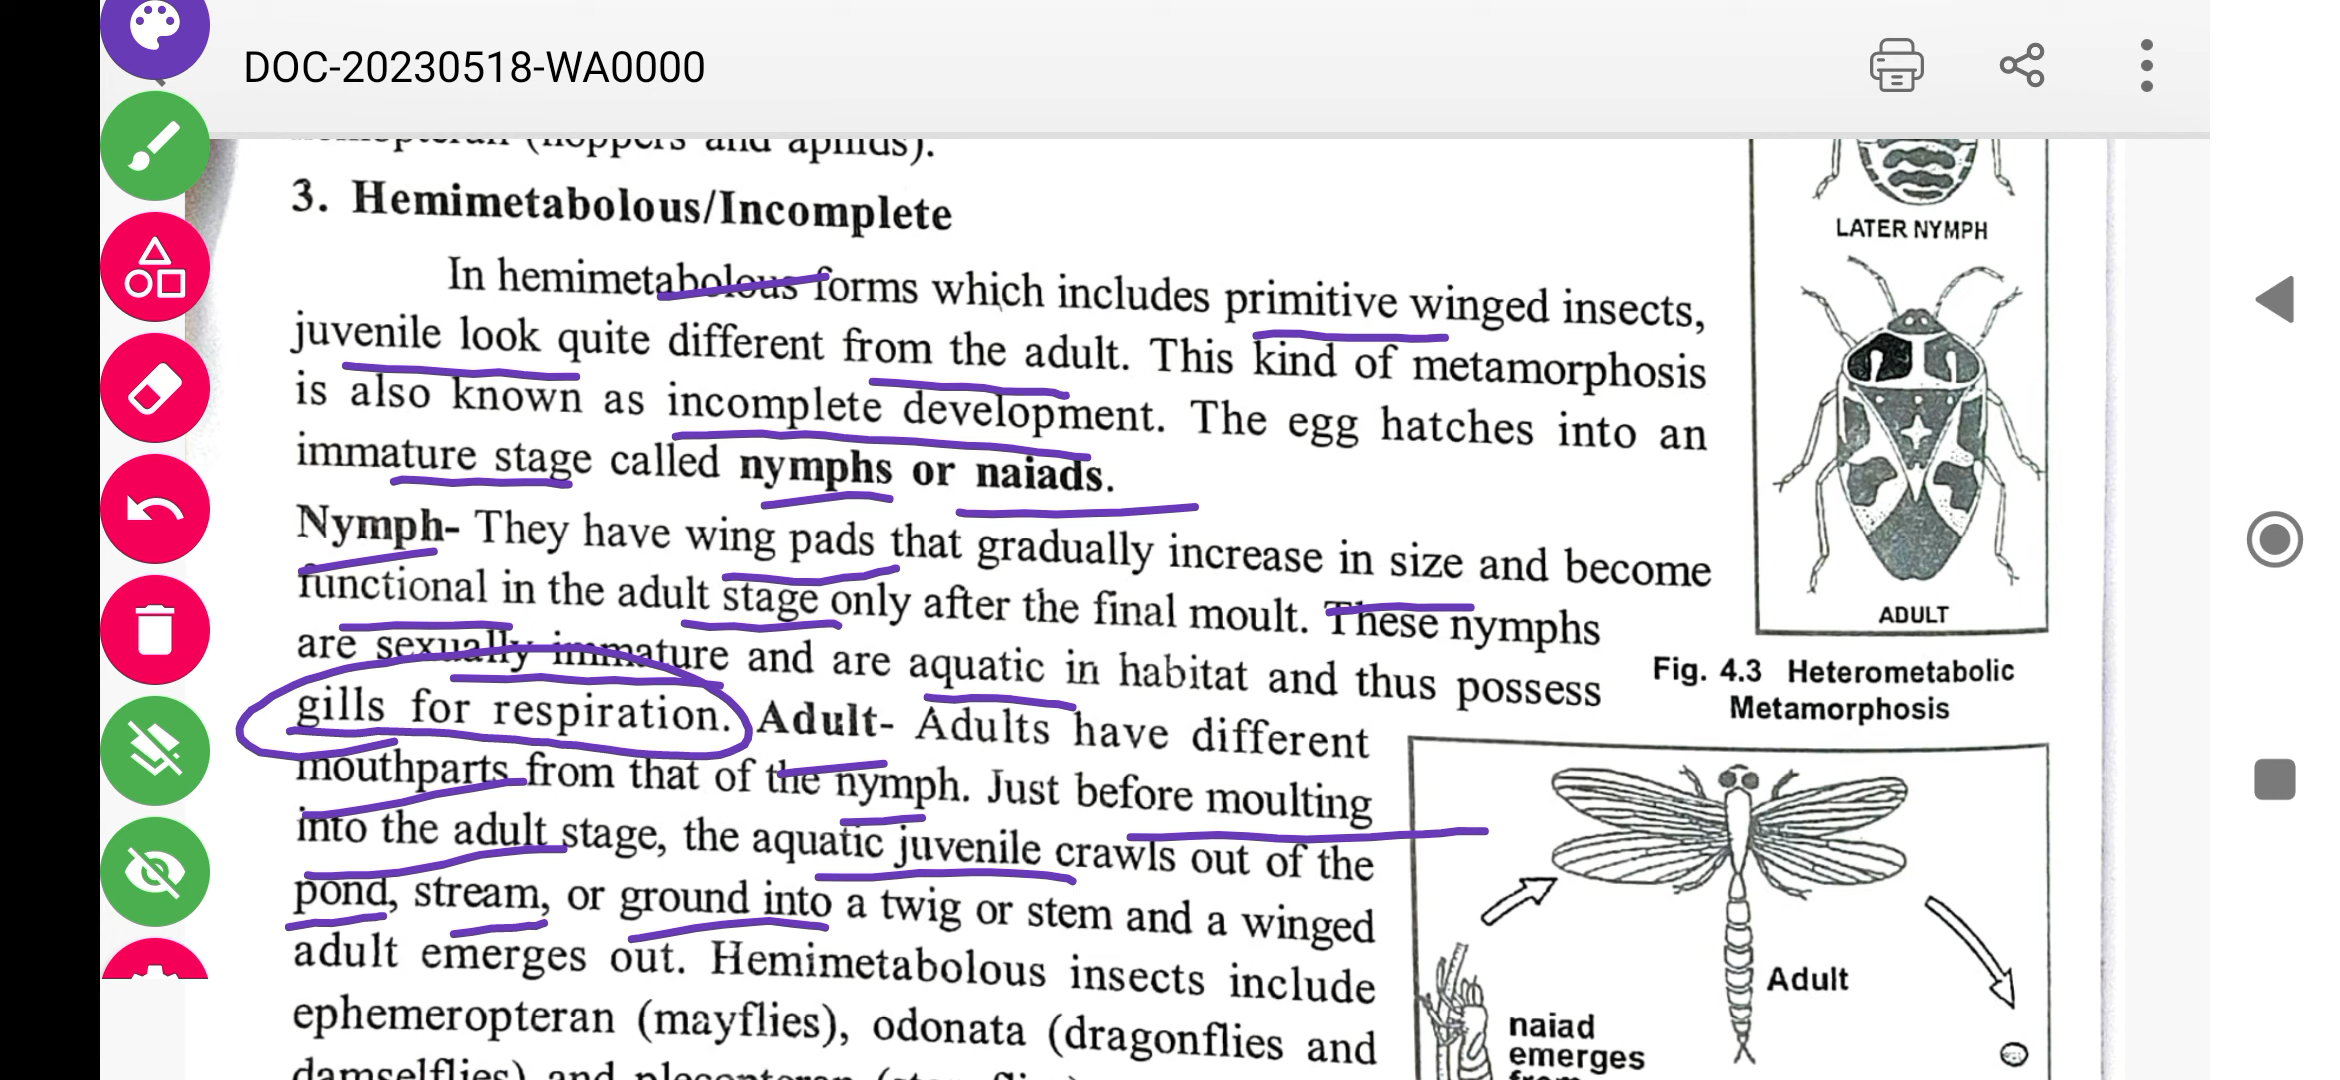 DOC-20230518-WA0000
(hoppers and aphids).
3. Hemimetabolous/Incomplete
In hemimetabolous forms which includes primitive winged insects,
juvenile look quite different from the adult. This kind of metamorphosis
is also known as incomplete development. The egg hatches into an
immature stage called nymphs or naiads.
Nymph- They have wing pads that gradually increase in size and become
functional in the adult stage only after the final moult. These nymphs
are sexually immature and are aquatic in habitat and thus possess
gills for respiration. Adult- Adults have different
mouthparts from that of the nymph. Just before moulting
into the adult stage, the aquatic juvenile crawls out of the
pond, stream, or ground into a twig or stem and a winged
adult emerges out. Hemimetabolous insects include
ephemeropteran (mayflies), odonata (dragonflies and
damselflies) and
LATER NYMPH
ADULT
Fig. 4.3 Heterometabolic
Metamorphosis
Adult
naiad
emerges
from